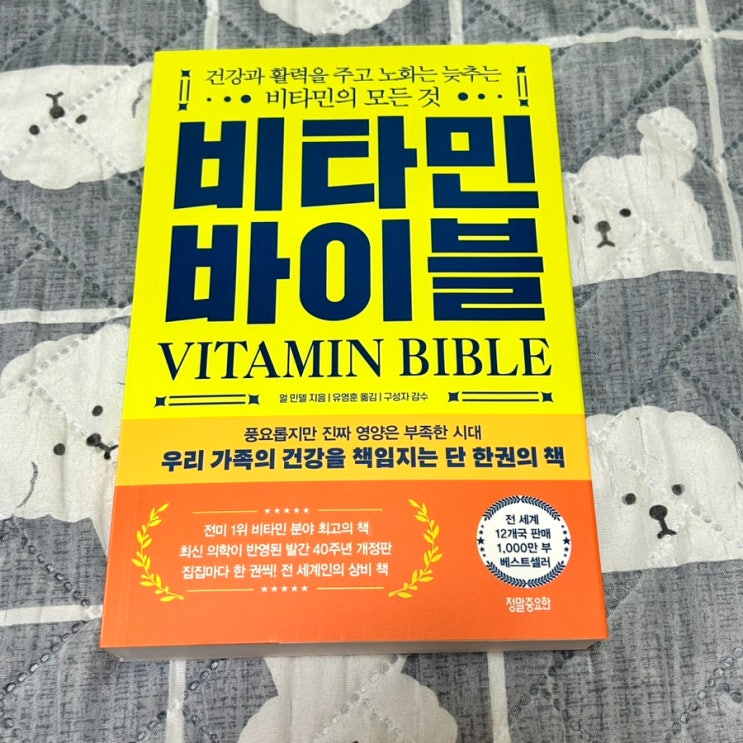 건강과 활력을 주고 노화는 늦추는
비타민의 모든 것
비타민
바이블
VITAMIN BIBLE
얼 민델 지음 | 유영훈 옮김 | 구성자 감수
풍요롭지만 진짜 영양은 부족한 시대
우리 가족의 건강을 책임지는 단 한권의 책
전미 1위 비타민 분야 최고의 책
최신 의학이 반영된 발간 40주년 개정판
집집마다 한 권씩! 전 세계인의 상비 책
전 세계
12개국 판매
1,000만 부
베스트셀러
정말중요한